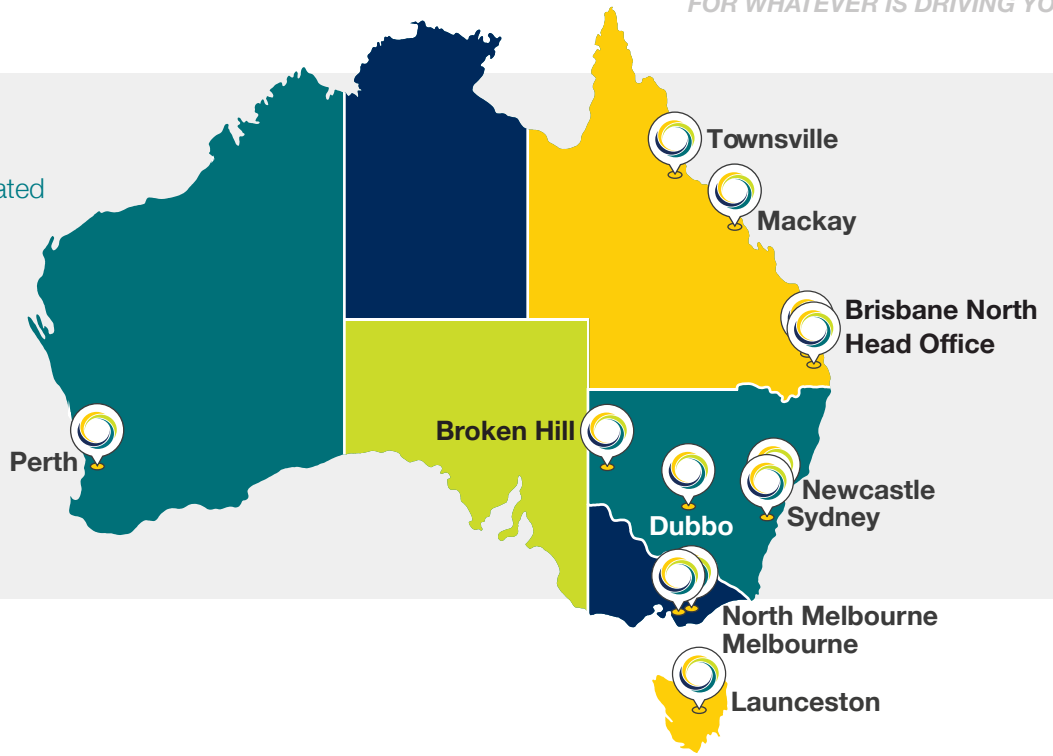 FOR WHATEVER IS DRIVING YO
ated
Townsville
Mackay
Brisbane North
Head Office
Broken Hill
Perth
Newcastle
Sydney
Dubbo
North Melbourne
Melbourne
Launceston